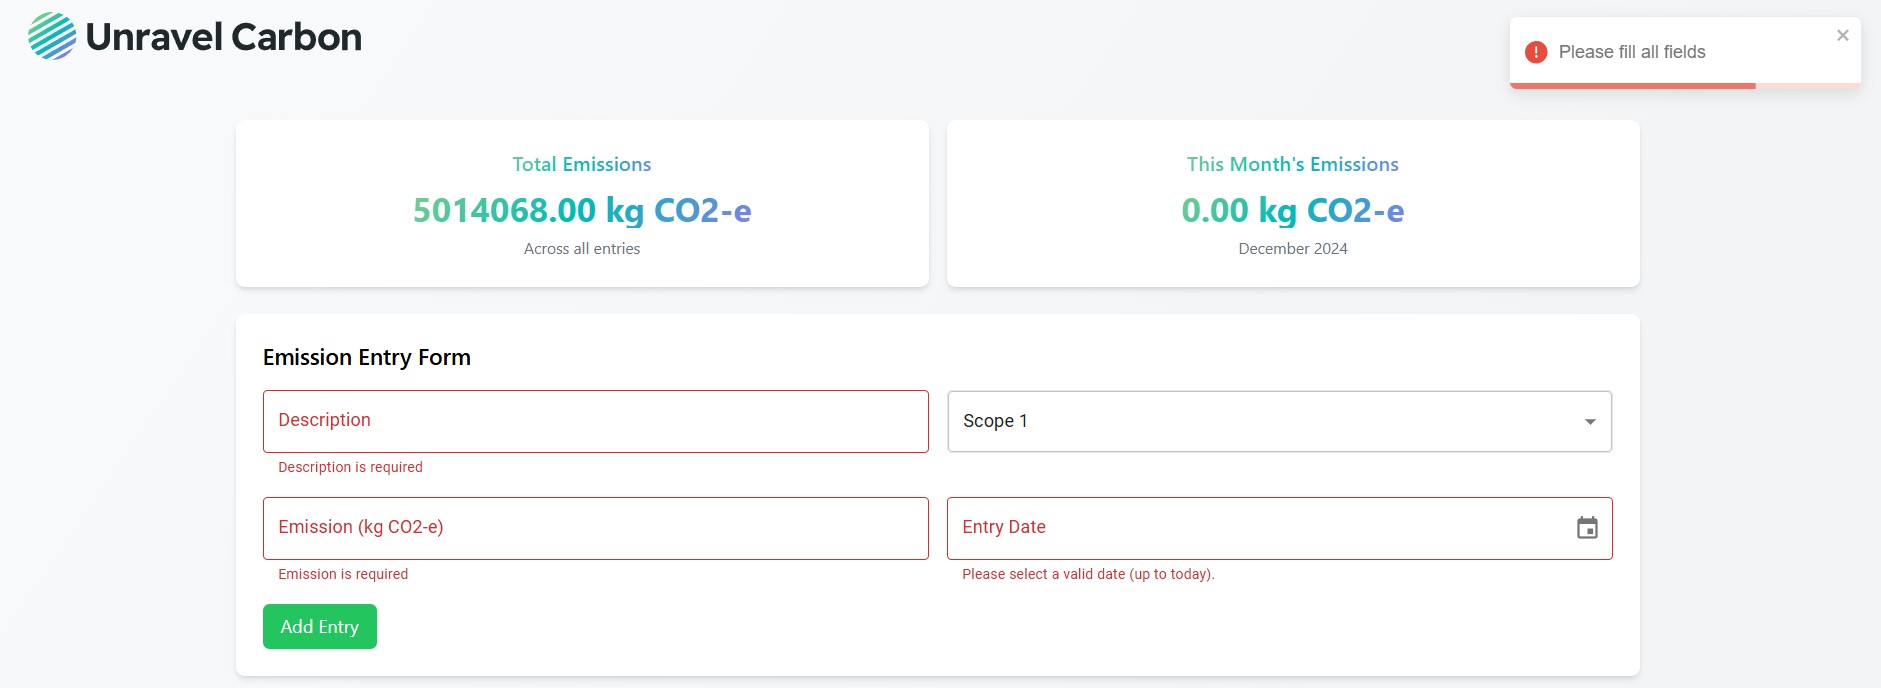 Unravel Carbon
Please fill all fields
Total Emissions
5014068.00 kg CO2-e
Across all entries
This Month's Emissions
0.00 kg CO2-e
December 2024
Emission Entry Form
Description
Scope 1
Description is required
Emission (kg CO2-e)
Entry Date
Emission is required
Please select a valid date (up to today).
Add Entry